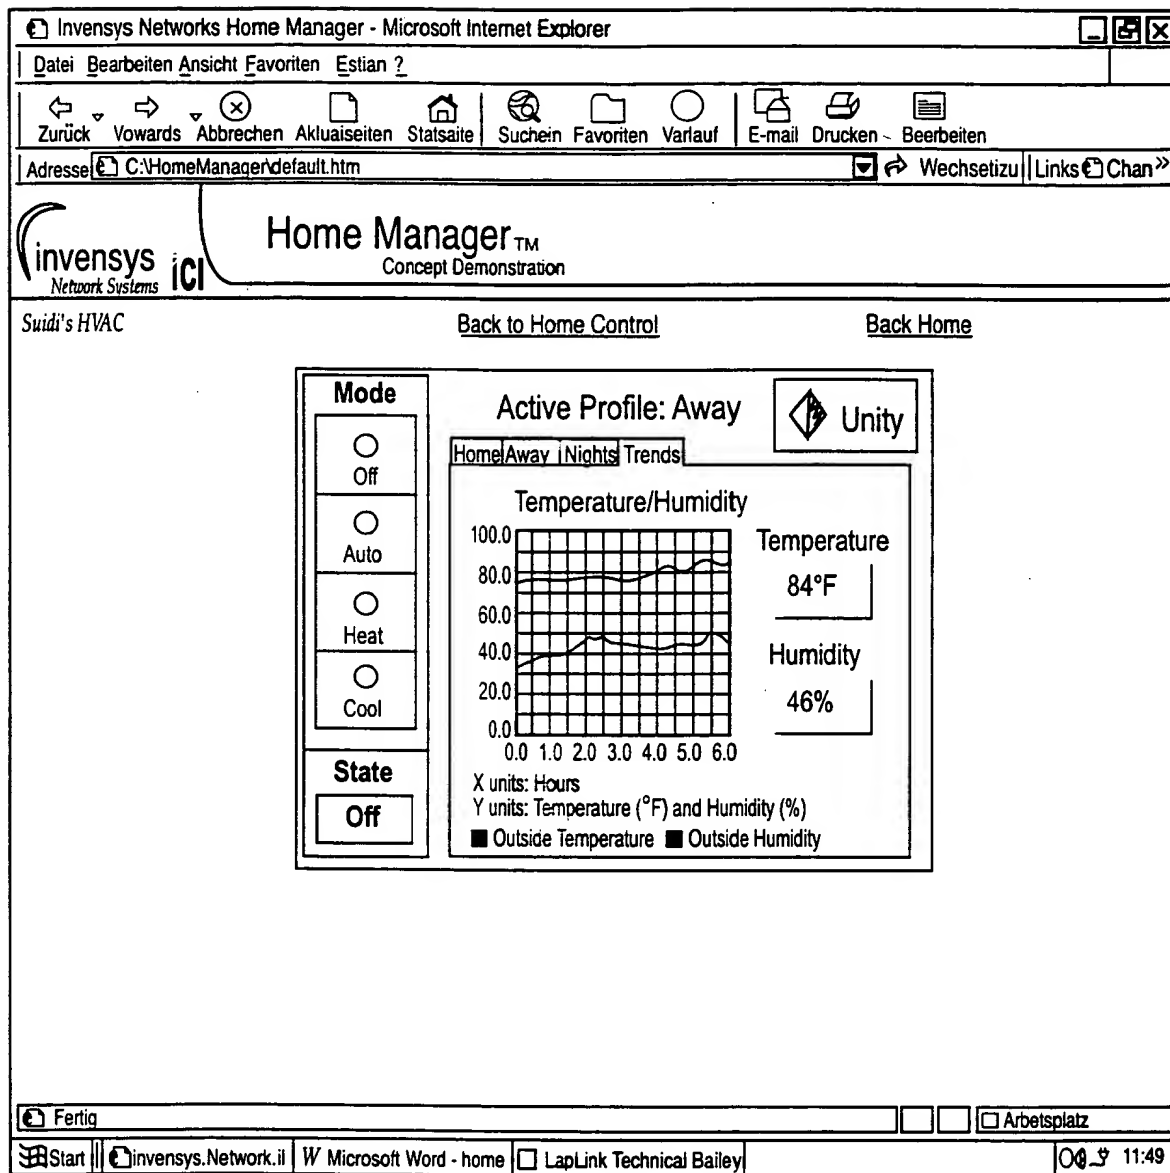 Invensys Networks Home Manager - Microsoft Internet Explorer
Datei Bearbeiten Ansicht Favoriten Estian ?
Zurück Vowards Abbrechen Akluaiseiten Statsaite Suchein Favoriten Varlauf E-mail Drucken Beerbeiten
Adresse C:\HomeManager\default.htm Wechsetizu Links Chan »
invensys
Network Systems
iCI
Home Manager TM
Concept Demonstration
Suidi's HVAC Back to Home Control Back Home
Mode
Off
Auto
Heat
Cool
State
Off
Active Profile: Away
Unity
Home Away Nights Trends
Temperature/Humidity
100.0
80.0
60.0
40.0
20.0
0.0
0.0 1.0 2.0 3.0 4.0 5.0 6.0
X units: Hours
Y units: Temperature (°F) and Humidity (%)
Outside Temperature Outside Humidity
Temperature
84°F
Humidity
46%
Fertig Arbetsplatz
Start invensys.Network.il W Microsoft Word - home LapLink Technical Bailey 11:49